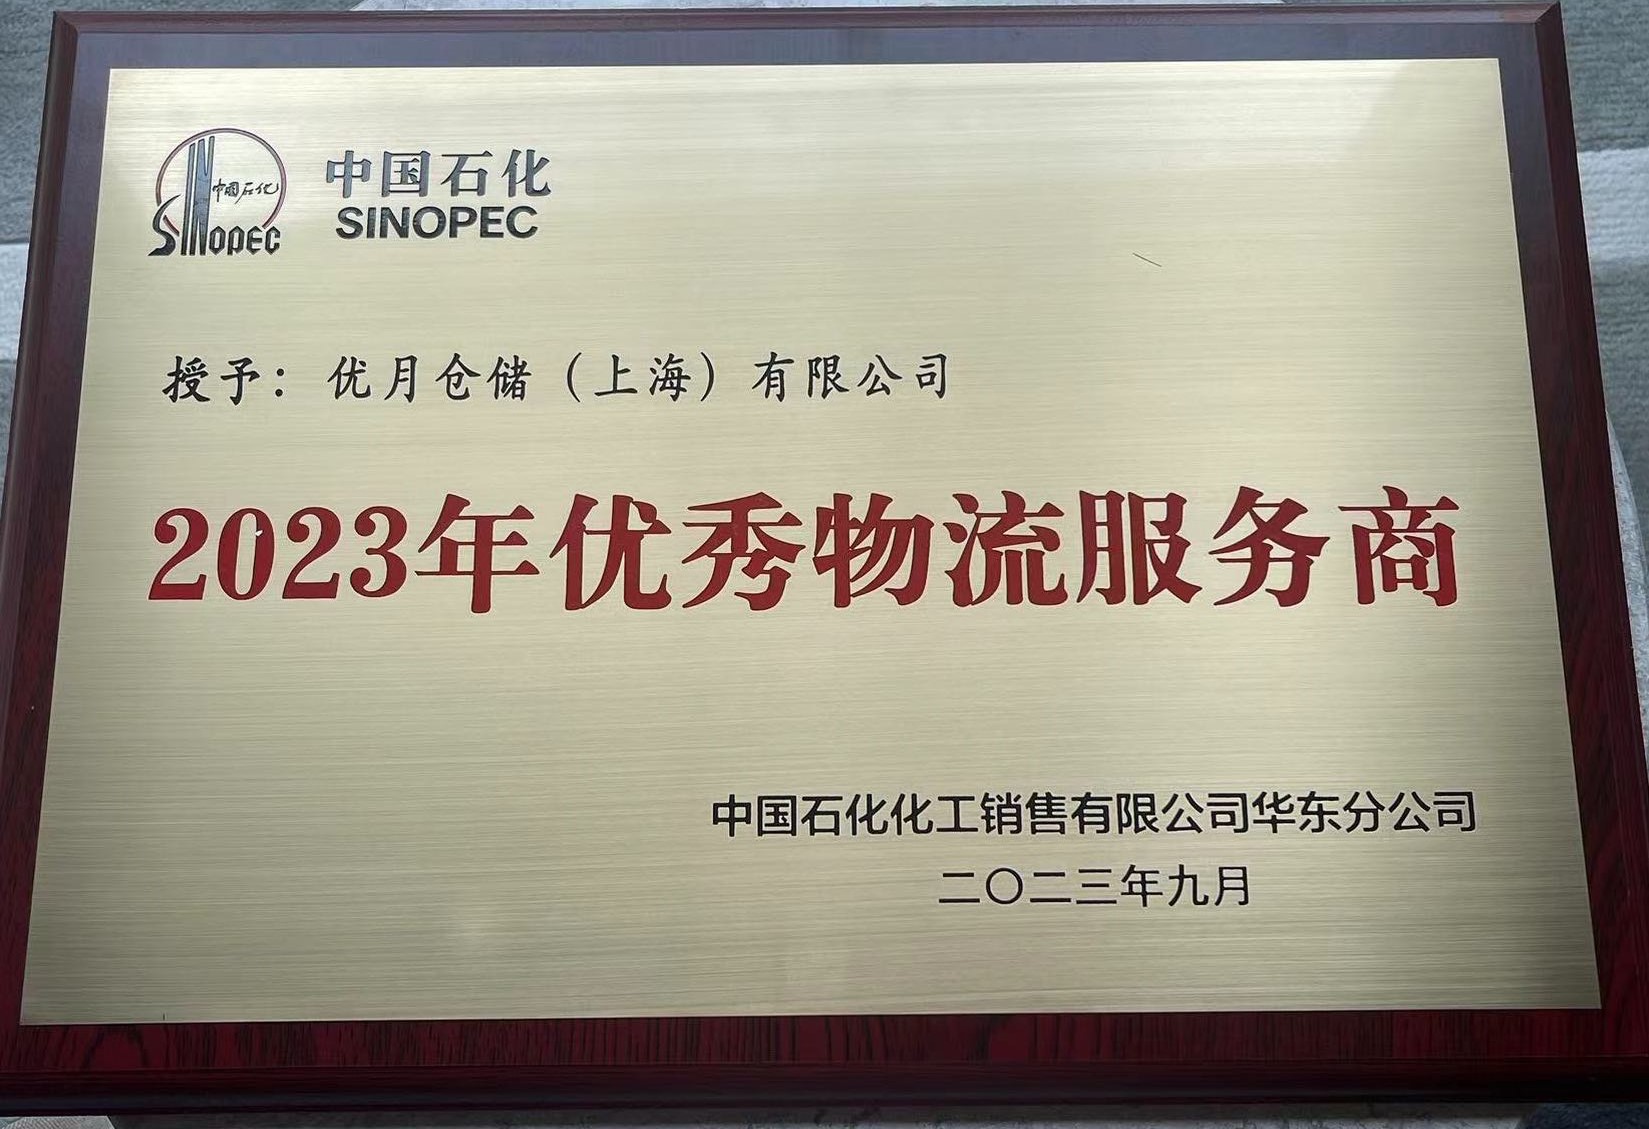 中国石化
SINOPEC
中国石化
SINOPEC
授予：优月仓储（上海）有限公司
2023年优秀物流服务商
中国石化化工销售有限公司华东分公司
二〇二三年九月